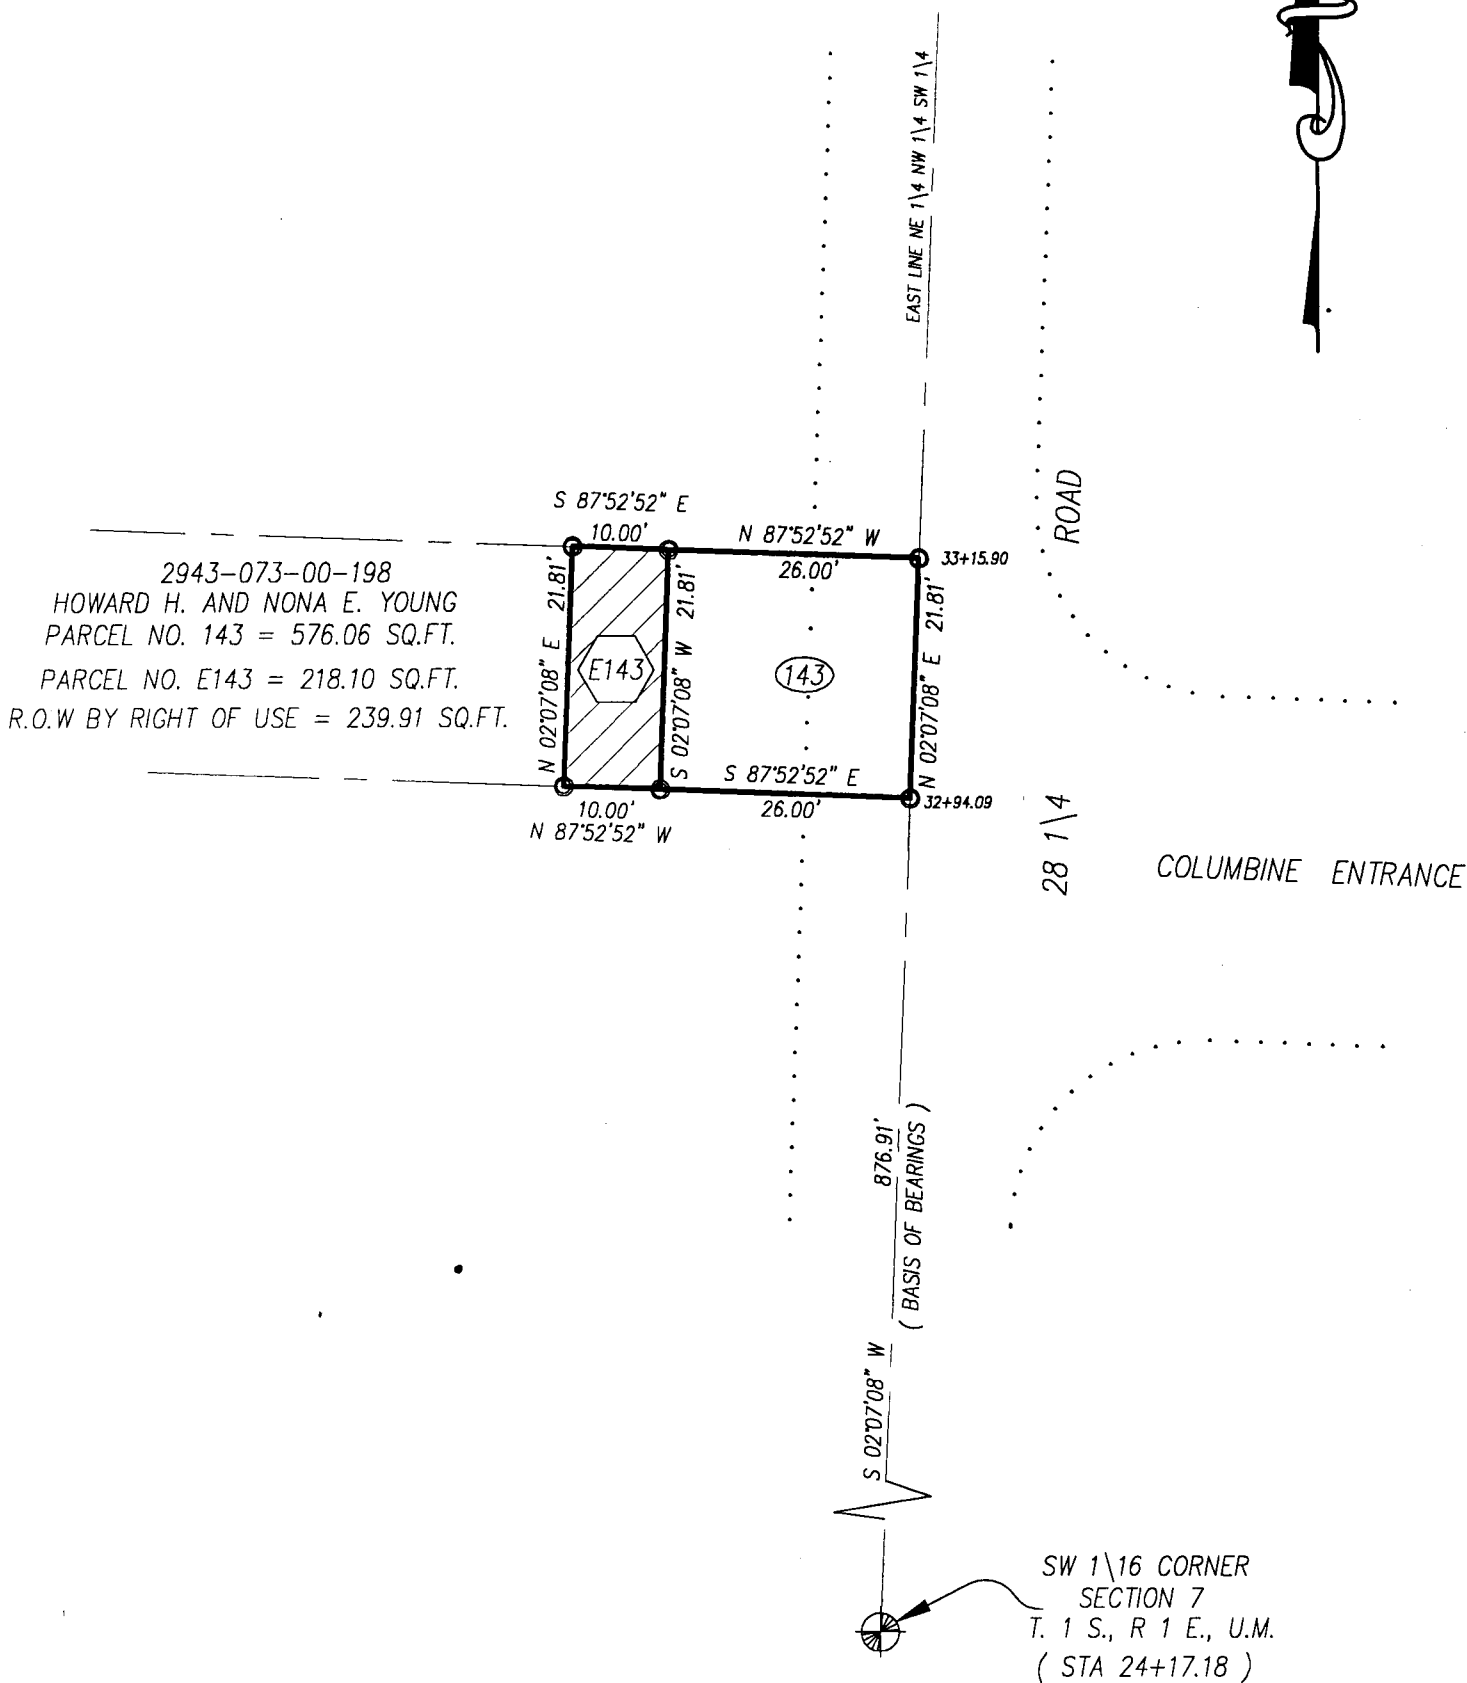 EAST LINE NE 1\4 NW 1\4 SW 1\4
ROAD
S 87°52'52" E
10.00'
N 87°52'52" W
26.00'
33+15.90
2943-073-00-198
HOWARD H. AND NONA E. YOUNG
PARCEL NO. 143 = 576.06 SQ.FT.
PARCEL NO. E143 = 218.10 SQ.FT.
R.O.W BY RIGHT OF USE = 239.91 SQ.FT.
N 02°07'08" E 21.81'
E143
S 02°07'08" W 21.81'
143
N 02°07'08" E 21.81'
S 87°52'52" E
26.00'
32+94.09
10.00'
N 87°52'52" W
28 1\4
COLUMBINE ENTRANCE
876.91'
( BASIS OF BEARINGS )
S 02°07'08" W
SW 1\16 CORNER
SECTION 7
T. 1 S., R 1 E., U.M.
( STA 24+17.18 )